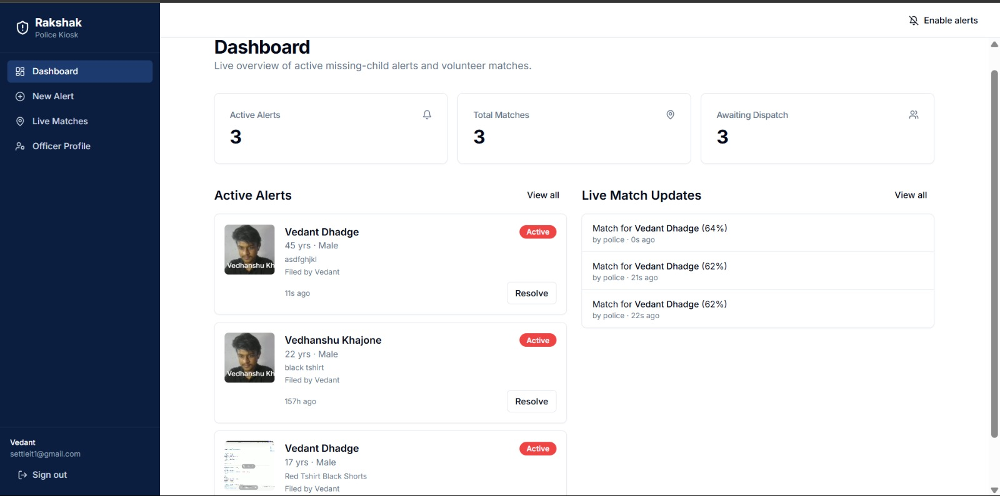 Rakshak
Police Kiosk
Dashboard
New Alert
Live Matches
Officer Profile
Vedant
settleit1@gmail.com
Sign out
Enable alerts
Dashboard
Live overview of active missing-child alerts and volunteer matches.
Active Alerts
3
Total Matches
3
Awaiting Dispatch
3
Active Alerts
View all
Vedhanshu Kh
Vedant Dhadge
Active
45 yrs · Male
asdfghjkl
Filed by Vedant
11s ago
Resolve
Vedhanshu Kh
Vedhanshu Khajone
Active
22 yrs · Male
black tshirt
Filed by Vedant
157h ago
Resolve
Vedant Dhadge
Active
17 yrs · Male
Red Tshirt Black Shorts
Filed by Vedant
Live Match Updates
View all
Match for Vedant Dhadge (64%)
by police · 0s ago
Match for Vedant Dhadge (62%)
by police · 21s ago
Match for Vedant Dhadge (62%)
by police · 22s ago